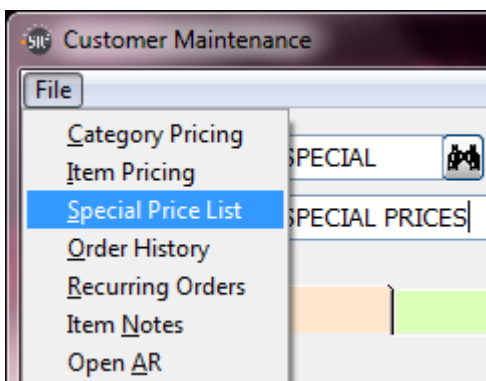 SIC Customer Maintenance
File
Category Pricing
SPECIAL
Item Pricing
Special Price List
SPECIAL PRICES
Order History
Recurring Orders
Item Notes
Open AR